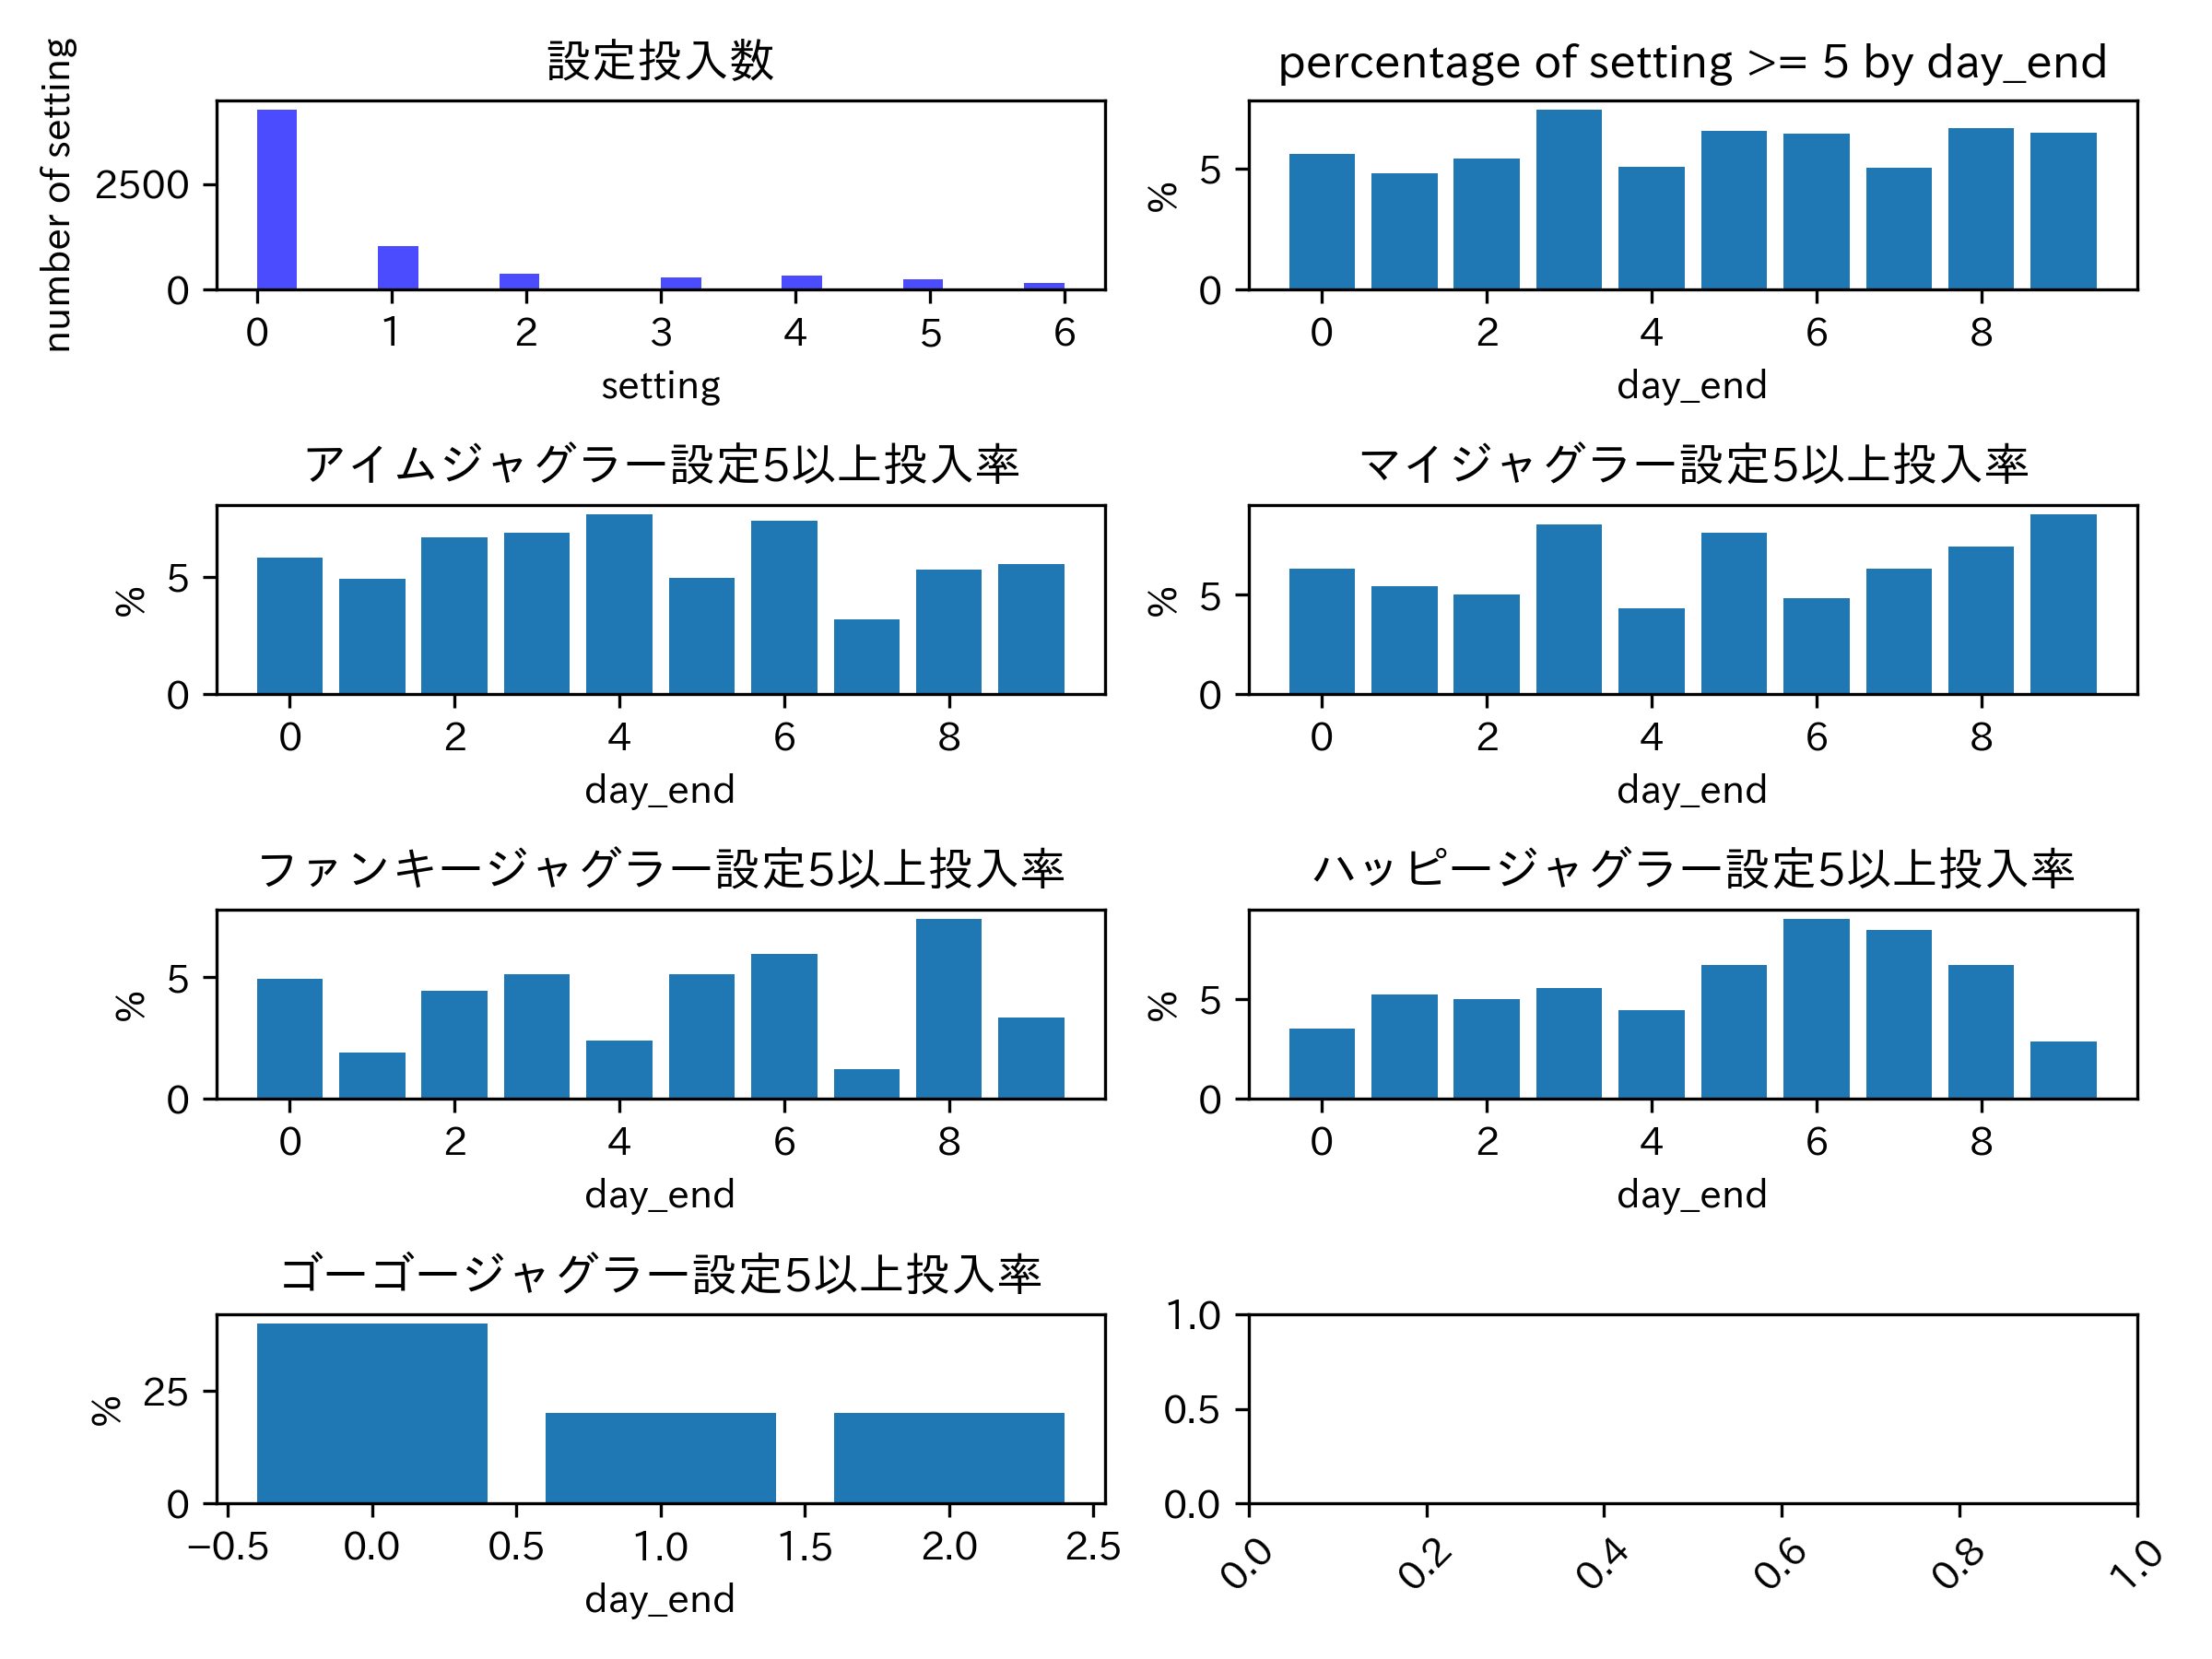 設定投入数
number of setting
2500
0
0 1 2 3 4 5 6
setting
percentage of setting >= 5 by day_end
%
5
0
0 2 4 6 8
day_end
アイムジャグラー設定5以上投入率
%
5
0
0 2 4 6 8
day_end
マイジャグラー設定5以上投入率
%
5
0
0 2 4 6 8
day_end
ファンキージャグラー設定5以上投入率
%
5
0
0 2 4 6 8
day_end
ハッピージャグラー設定5以上投入率
%
5
0
0 2 4 6 8
day_end
ゴーゴージャグラー設定5以上投入率
%
25
0
−0.5 0.0 0.5 1.0 1.5 2.0 2.5
day_end
1.0
0.5
0.0
0.0 0.2 0.4 0.6 0.8 1.0